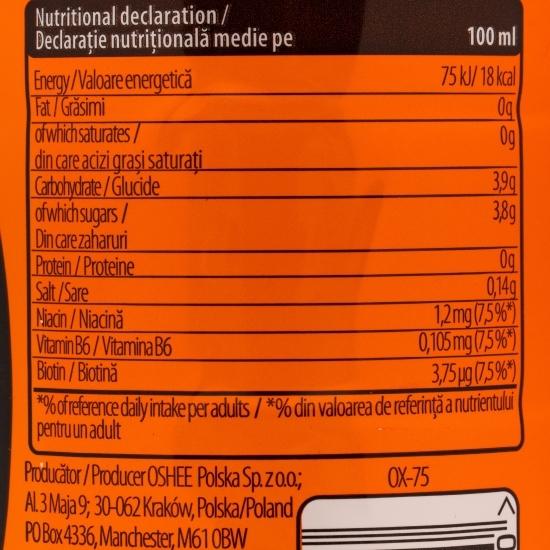 Nutritional declaration /
Declarație nutrițională medie pe 100 ml
Energy / Valoare energetică 75 kJ/ 18 kcal
Fat / Grăsimi 0g
of which saturates / 0g
din care acizi grași saturați
Carbohydrate / Glucide 3,9g
of which sugars / 3,8g
Din care zaharuri
Protein / Proteine 0g
Salt / Sare 0,14g
Niacin / Niacină 1,2 mg (7,5%*)
Vitamin B6 / Vitamina B6 0,105 mg (7,5%*)
Biotin / Biotină 3,75 µg (7,5%*)
*% of reference daily intake per adults / *% din valoarea de referință a nutrientului
pentru un adult
Producător / Producer OSHEE Polska Sp. z o.o.; OX-75
Al. 3 Maja 9; 30-062 Kraków, Polska/Poland
PO Box 4336, Manchester, M61 0BW